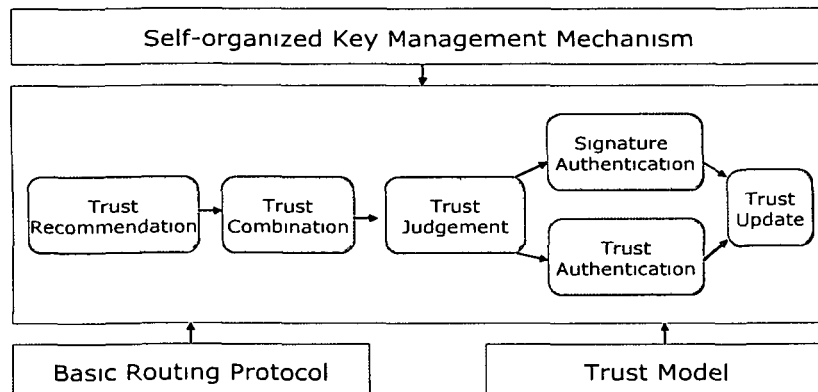 Self-organized Key Management Mechanism
Signature
Authentication
Trust
Recommendation
Trust
Combination
Trust
Judgement
Trust
Update
Trust
Authentication
Basic Routing Protocol
Trust Model